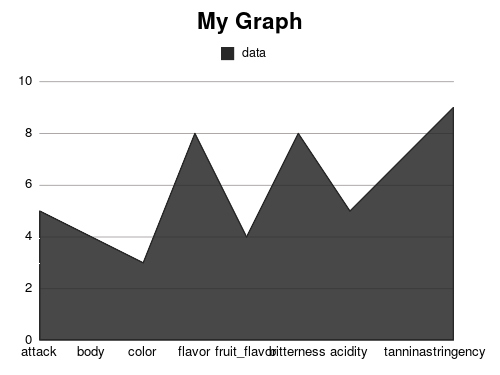 My Graph
data
10
8
6
4
2
0
attack body color flavor fruit_flavor bitterness acidity tannin astringency